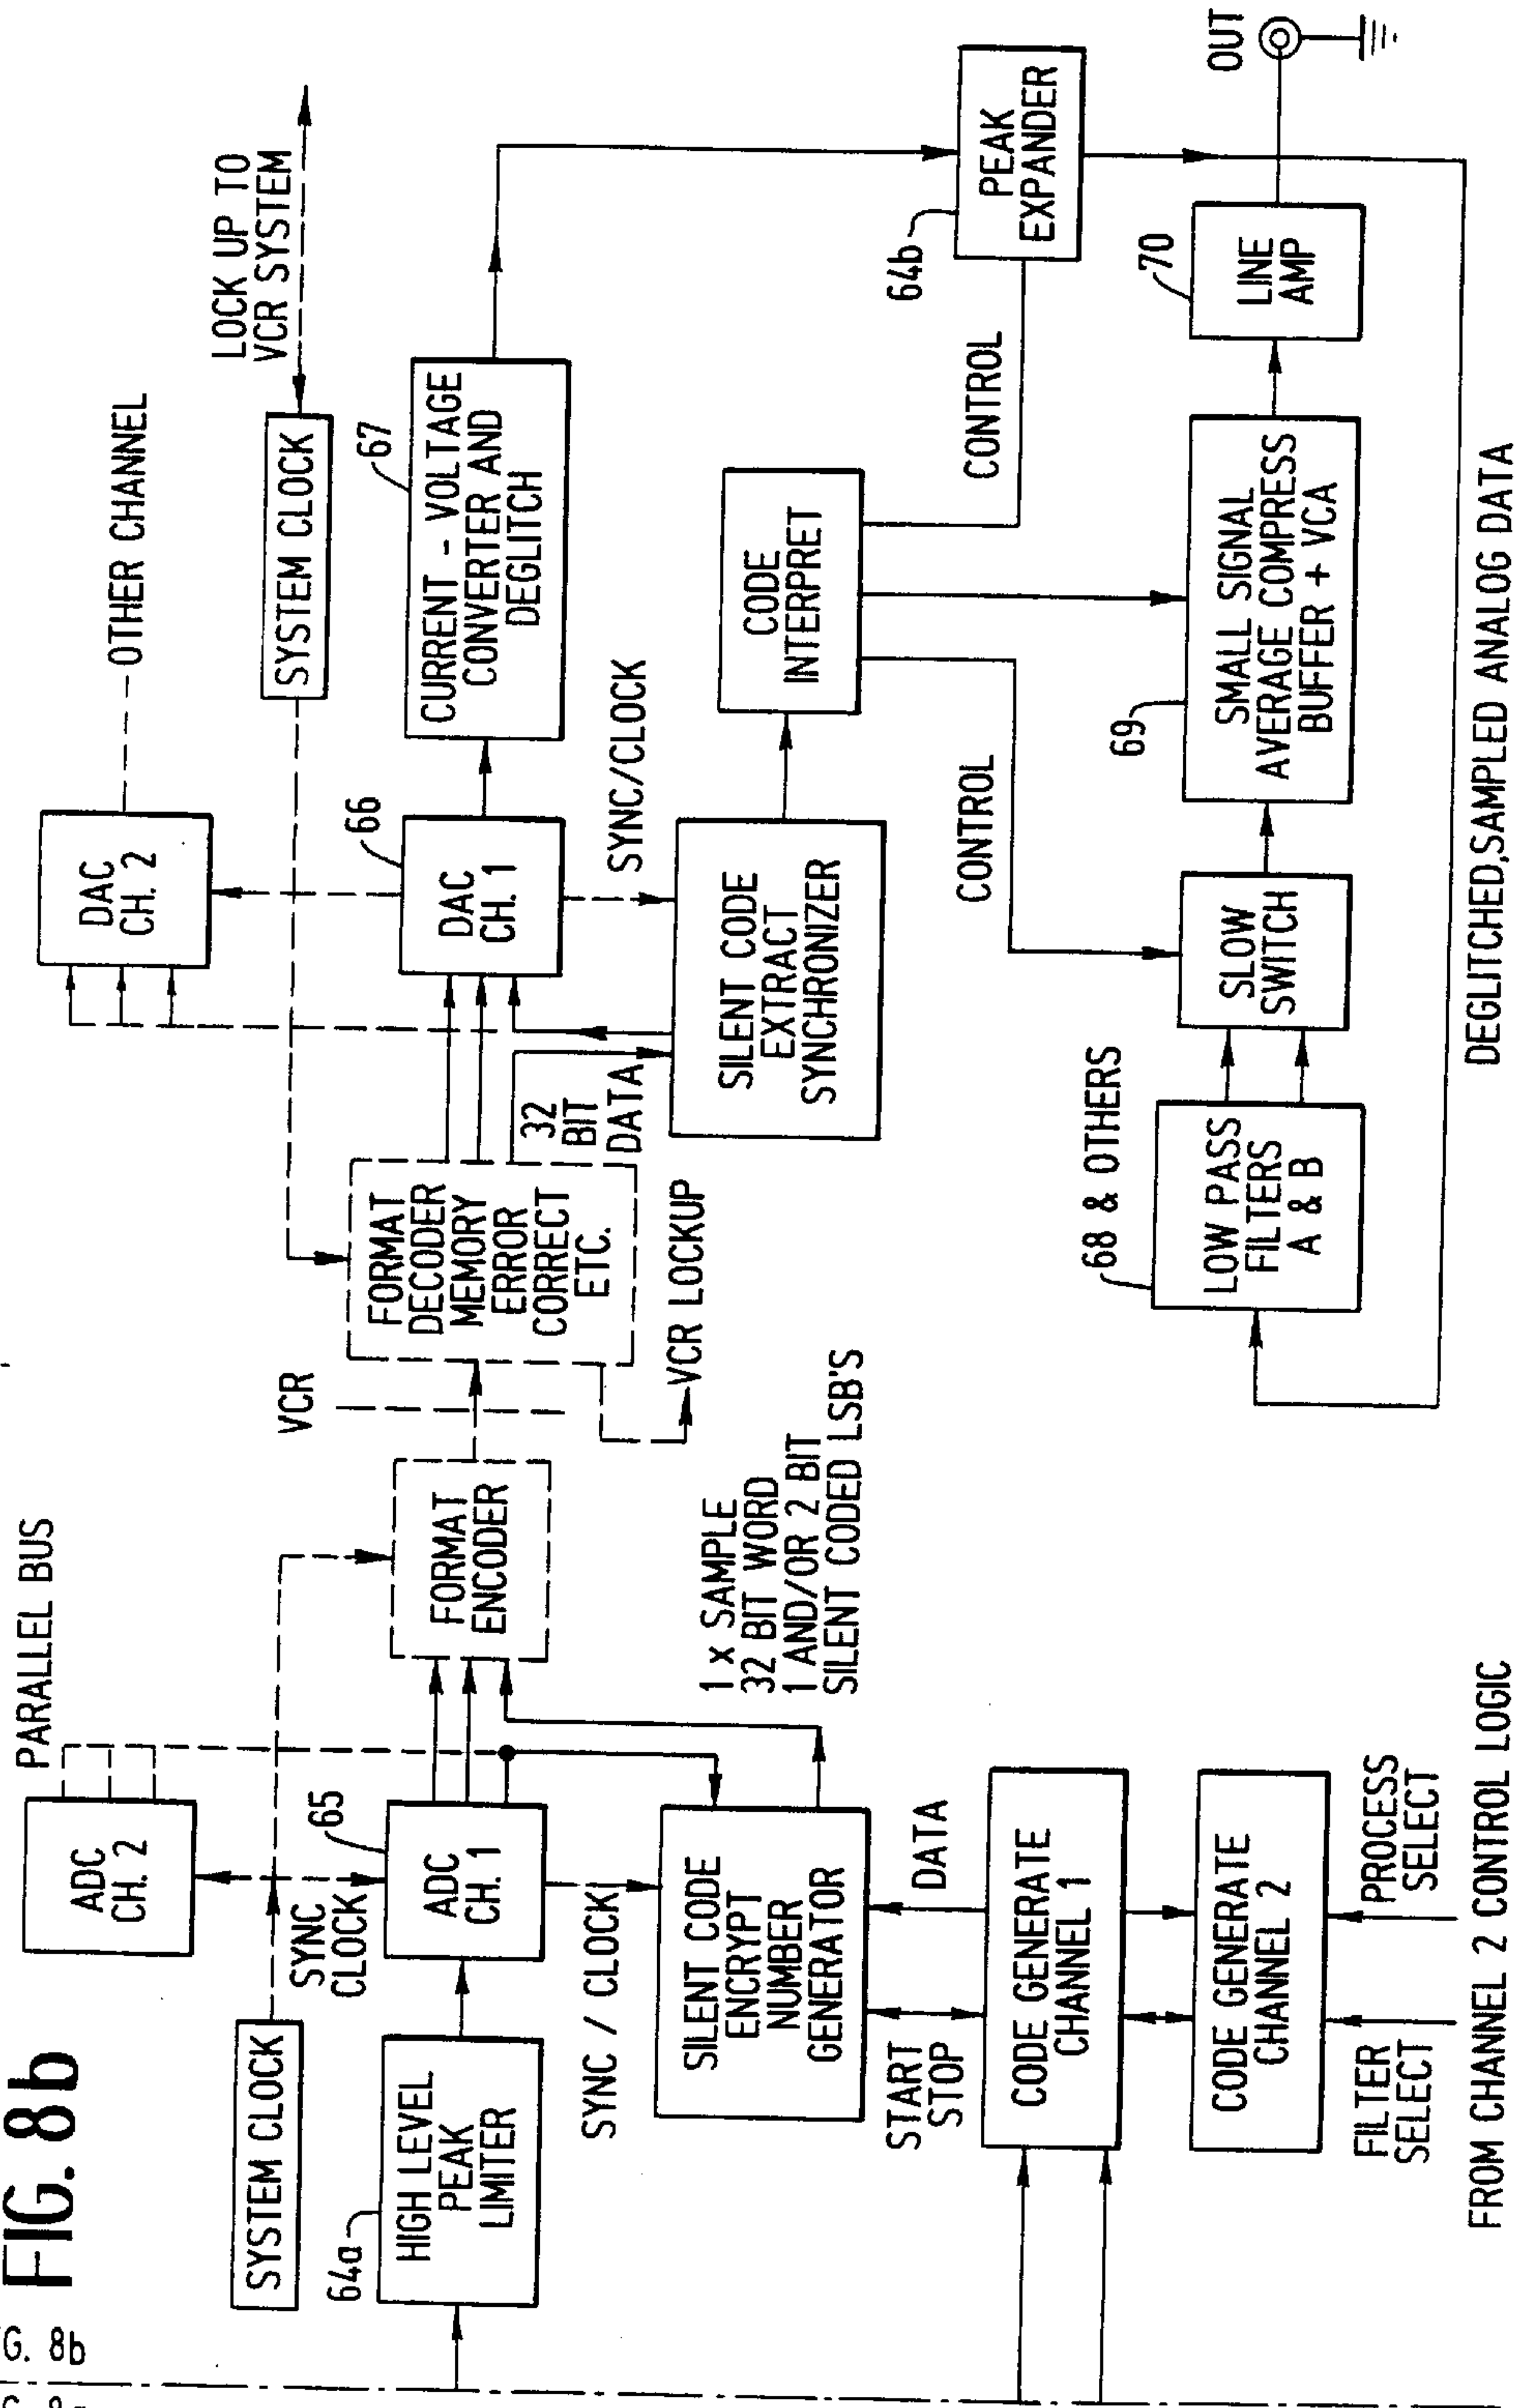 FIG. 8b
G. 8b
SYSTEM CLOCK
PARALLEL BUS
ADC
CH. 2
SYNC
CLOCK
64a
HIGH LEVEL
PEAK
LIMITER
65
ADC
CH. 1
SYNC / CLOCK
SILENT CODE
ENCRYPT
NUMBER
GENERATOR
START
STOP
DATA
CODE GENERATE
CHANNEL 1
CODE GENERATE
CHANNEL 2
FILTER
SELECT
PROCESS
SELECT
FROM CHANNEL 2 CONTROL LOGIC
FORMAT
ENCODER
1 x SAMPLE
32 BIT WORD
1 AND/OR 2 BIT
SILENT CODED LSB'S
VCR
FORMAT
DECODER
MEMORY
ERROR
CORRECT
ETC.
VCR LOCKUP
32
BIT
DATA
DAC
CH. 2
OTHER CHANNEL
SYSTEM CLOCK
LOCK UP TO
VCR SYSTEM
66
DAC
CH. 1
SYNC/CLOCK
67
CURRENT - VOLTAGE
CONVERTER AND
DEGLITCH
SILENT CODE
EXTRACT
SYNCHRONIZER
CODE
INTERPRET
CONTROL
CONTROL
64b
PEAK
EXPANDER
68 & OTHERS
LOW PASS
FILTERS
A & B
SLOW
SWITCH
69
SMALL SIGNAL
AVERAGE COMPRESS
BUFFER + VCA
70
LINE
AMP
OUT
DEGLITCHED,SAMPLED ANALOG DATA